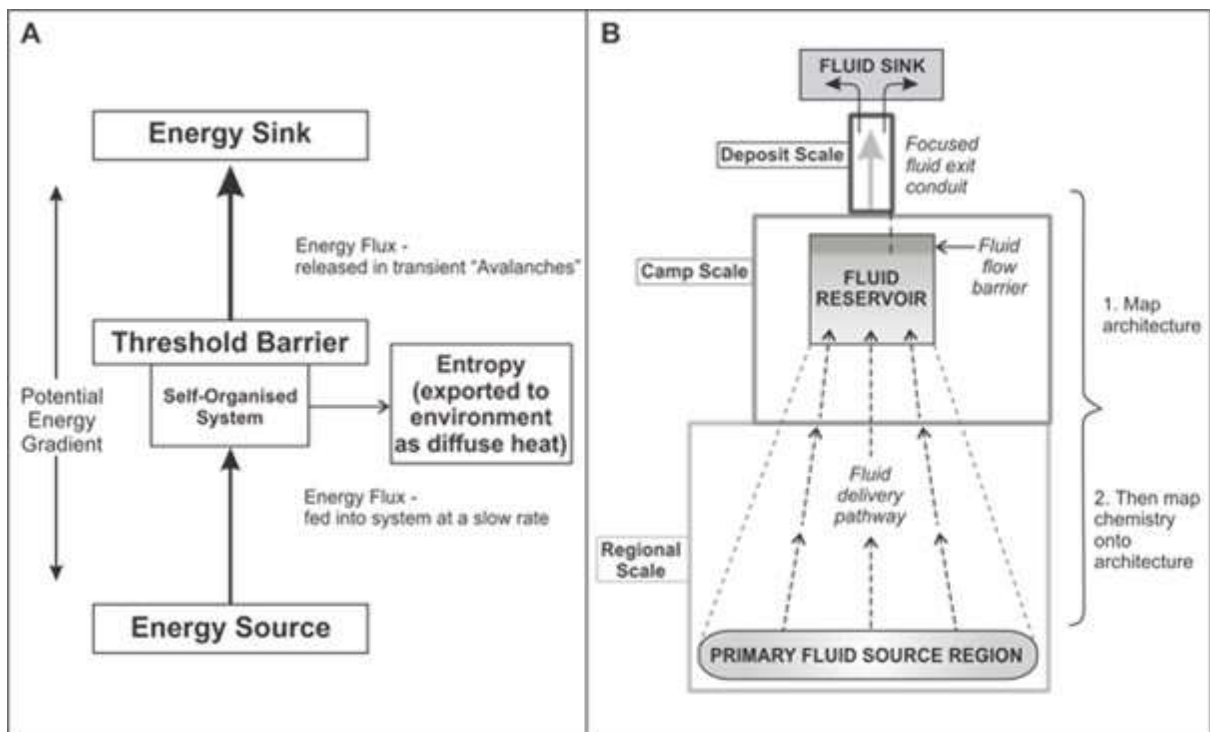 A
Energy Sink
Energy Flux -
released in transient “Avalanches”
Threshold Barrier
Self-Organised
System
Entropy
(exported to
environment
as diffuse heat)
Potential
Energy
Gradient
Energy Flux -
fed into system at a slow rate
Energy Source
B
FLUID SINK
Deposit Scale
Focused
fluid exit
conduit
Camp Scale
Fluid
flow
barrier
FLUID
RESERVOIR
1. Map
architecture
Fluid
delivery
pathway
2. Then map
chemistry
onto
architecture
Regional
Scale
PRIMARY FLUID SOURCE REGION